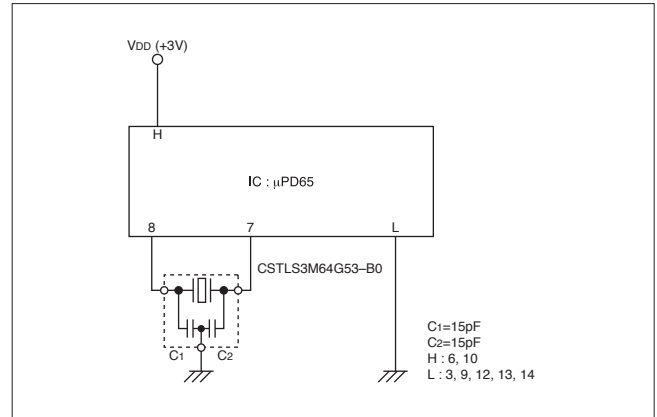 VDD (+3V)
H
IC : μPD65
8 7 L
CSTLS3M64G53–B0
C1 C2
C1=15pF
C2=15pF
H : 6, 10
L : 3, 9, 12, 13, 14